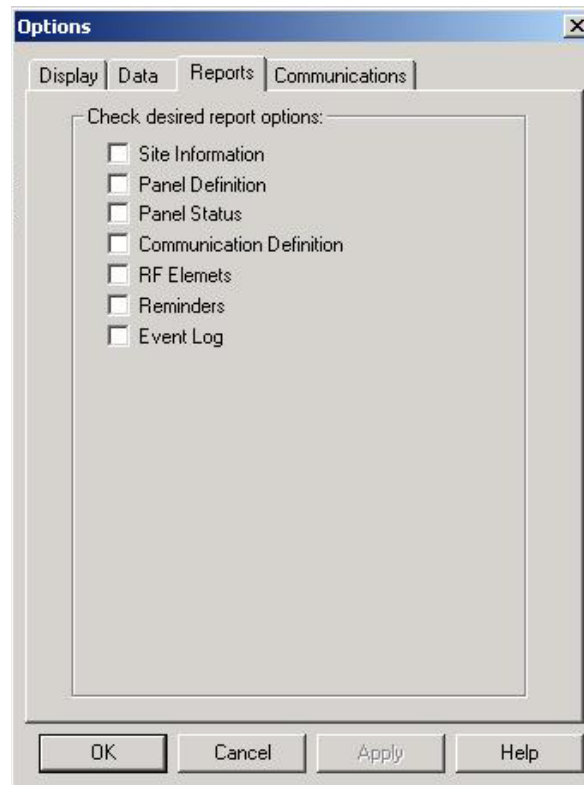 Options
Display Data Reports Communications
Check desired report options:
Site Information
Panel Definition
Panel Status
Communication Definition
RF Elemets
Reminders
Event Log
OK Cancel Apply Help